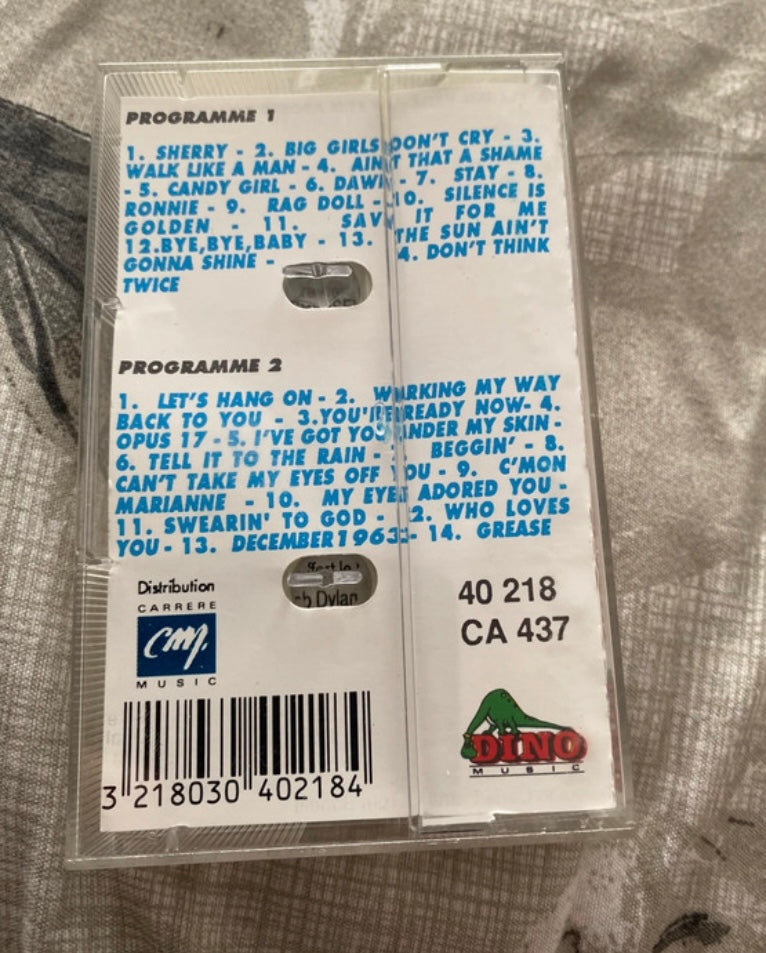 PROGRAMME 1
1. SHERRY - 2. BIG GIRLS DON'T CRY - 3.
WALK LIKE A MAN - 4. AIN'T THAT A SHAME
- 5. CANDY GIRL - 6. DAWN - 7. STAY - 8.
RONNIE - 9. RAG DOLL - 10. SILENCE IS
GOLDEN - 11. SAVE IT FOR ME
12.BYE,BYE,BABY - 13. THE SUN AIN'T
GONNA SHINE - 4. DON'T THINK
TWICE
PROGRAMME 2
1. LET'S HANG ON - 2. WORKING MY WAY
BACK TO YOU - 3.YOU'RE READY NOW- 4.
OPUS 17 - 5. I'VE GOT YOU UNDER MY SKIN -
6. TELL IT TO THE RAIN - BEGGIN' - 8.
CAN'T TAKE MY EYES OFF YOU - 9. C'MON
MARIANNE - 10. MY EYES ADORED YOU -
11. SWEARIN' TO GOD - 12. WHO LOVES
YOU - 13. DECEMBER 1963 - 14. GREASE
Distribution
CARRERE
CM
MUSIC
Dylan
40 218
CA 437
3 218030 402184
DINO
MUSIC